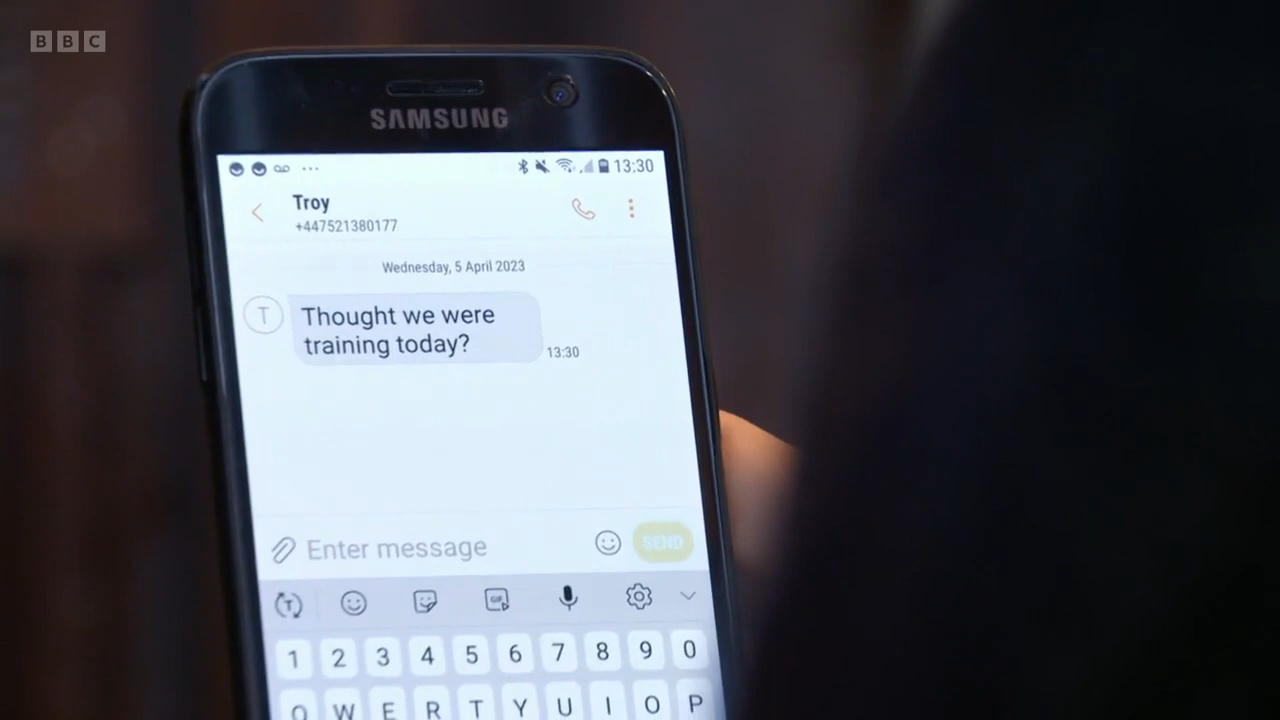 BBC
SAMSUNG
13:30
Troy
+447521380177
Wednesday, 5 April 2023
T
Thought we were
training today?
13:30
Enter message
SEND
T
GIF
1 2 3 4 5 6 7 8 9 0
Q W E R T Y U I O P